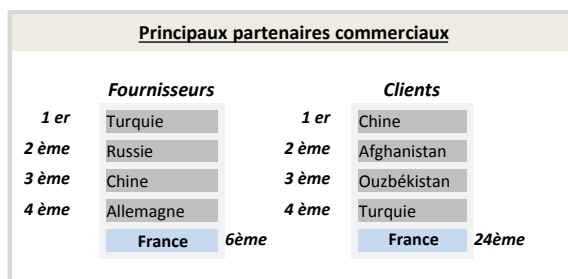 Principaux partenaires commerciaux
Fournisseurs Clients
1 er Turquie 1 er Chine
2 ème Russie 2 ème Afghanistan
3 ème Chine 3 ème Ouzbékistan
4 ème Allemagne 4 ème Turquie
France 6ème France 24ème